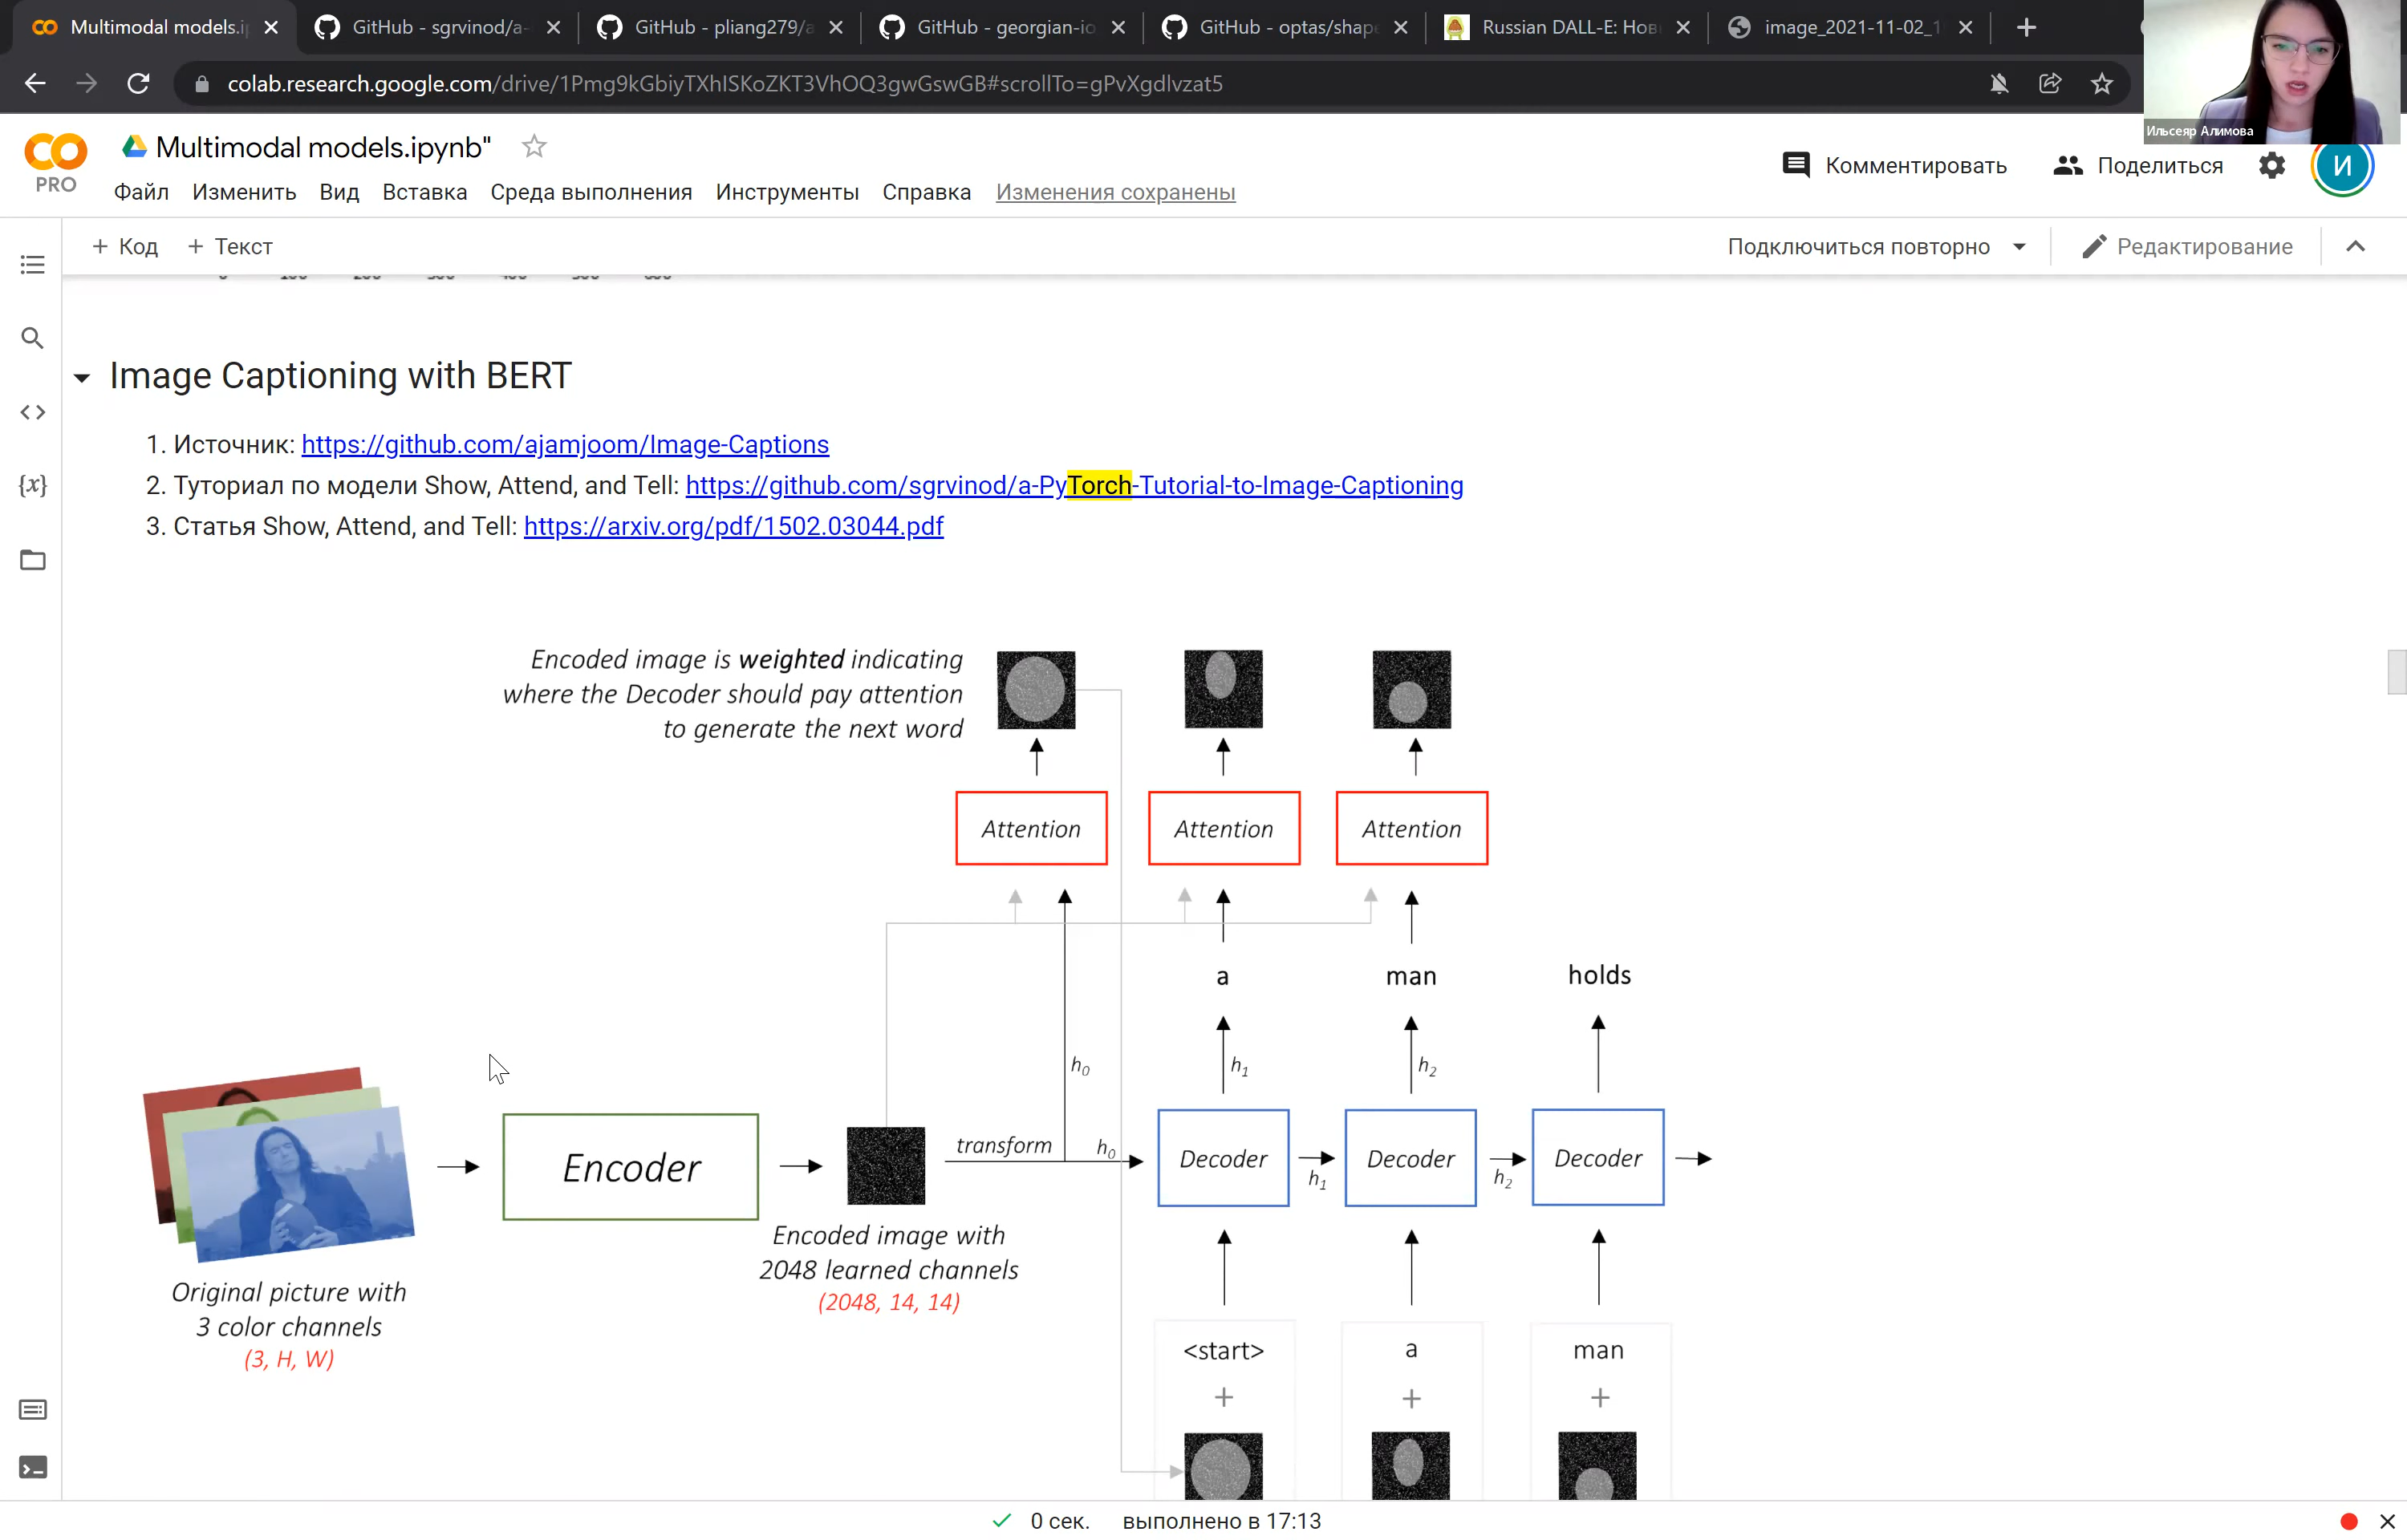 Multimodal models.i
GitHub - sgrvinod/a-
GitHub - pliang279/a
GitHub - georgian-io
GitHub - optas/shape
Russian DALL-E: Нов
image_2021-11-02_1
colab.research.google.com/drive/1Pmg9kGbiyTXhISKoZKT3VhOQ3gwGswGB#scrollTo=gPvXgdlvzat5
Ильсеяр Алимова
PRO
Multimodal models.ipynb"
Файл Изменить Вид Вставка Среда выполнения Инструменты Справка Изменения сохранены
Комментировать
Поделиться
И
+ Код + Текст
Подключиться повторно
Редактирование
Image Captioning with BERT
1. Источник: https://github.com/ajamjoom/Image-Captions
2. Туториал по модели Show, Attend, and Tell: https://github.com/sgrvinod/a-PyTorch-Tutorial-to-Image-Captioning
3. Статья Show, Attend, and Tell: https://arxiv.org/pdf/1502.03044.pdf
Encoded image is weighted indicating
where the Decoder should pay attention
to generate the next word
Attention Attention Attention
a man holds
h0 h1 h2
Encoder
transform h0
Decoder h1 Decoder h2 Decoder
Encoded image with
2048 learned channels
(2048, 14, 14)
Original picture with
3 color channels
(3, H, W)
<start> a man
+ + +
0 сек. выполнено в 17:13